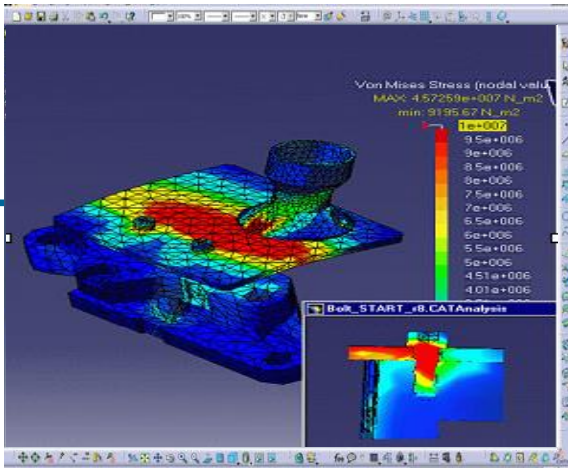 Von Mises Stress (nodal valu
MAX: 4.57259e+007 N_m2
min: 9195.67 N_m2
1e+007
9.5e+006
9e+006
8.5e+006
8e+006
7.5e+006
7e+006
6.5e+006
6e+006
5.5e+006
5e+006
4.51e+006
4.01e+006
Bolt_START_r8.CATAnalysis